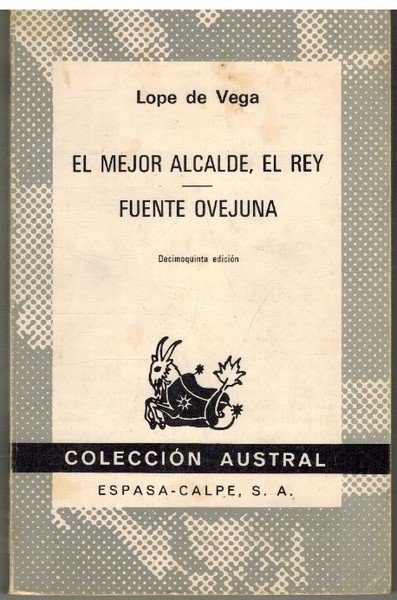 Lope de Vega
EL MEJOR ALCALDE, EL REY
FUENTE OVEJUNA
Decimoquinta edición
COLECCIÓN AUSTRAL
ESPASA-CALPE, S. A.